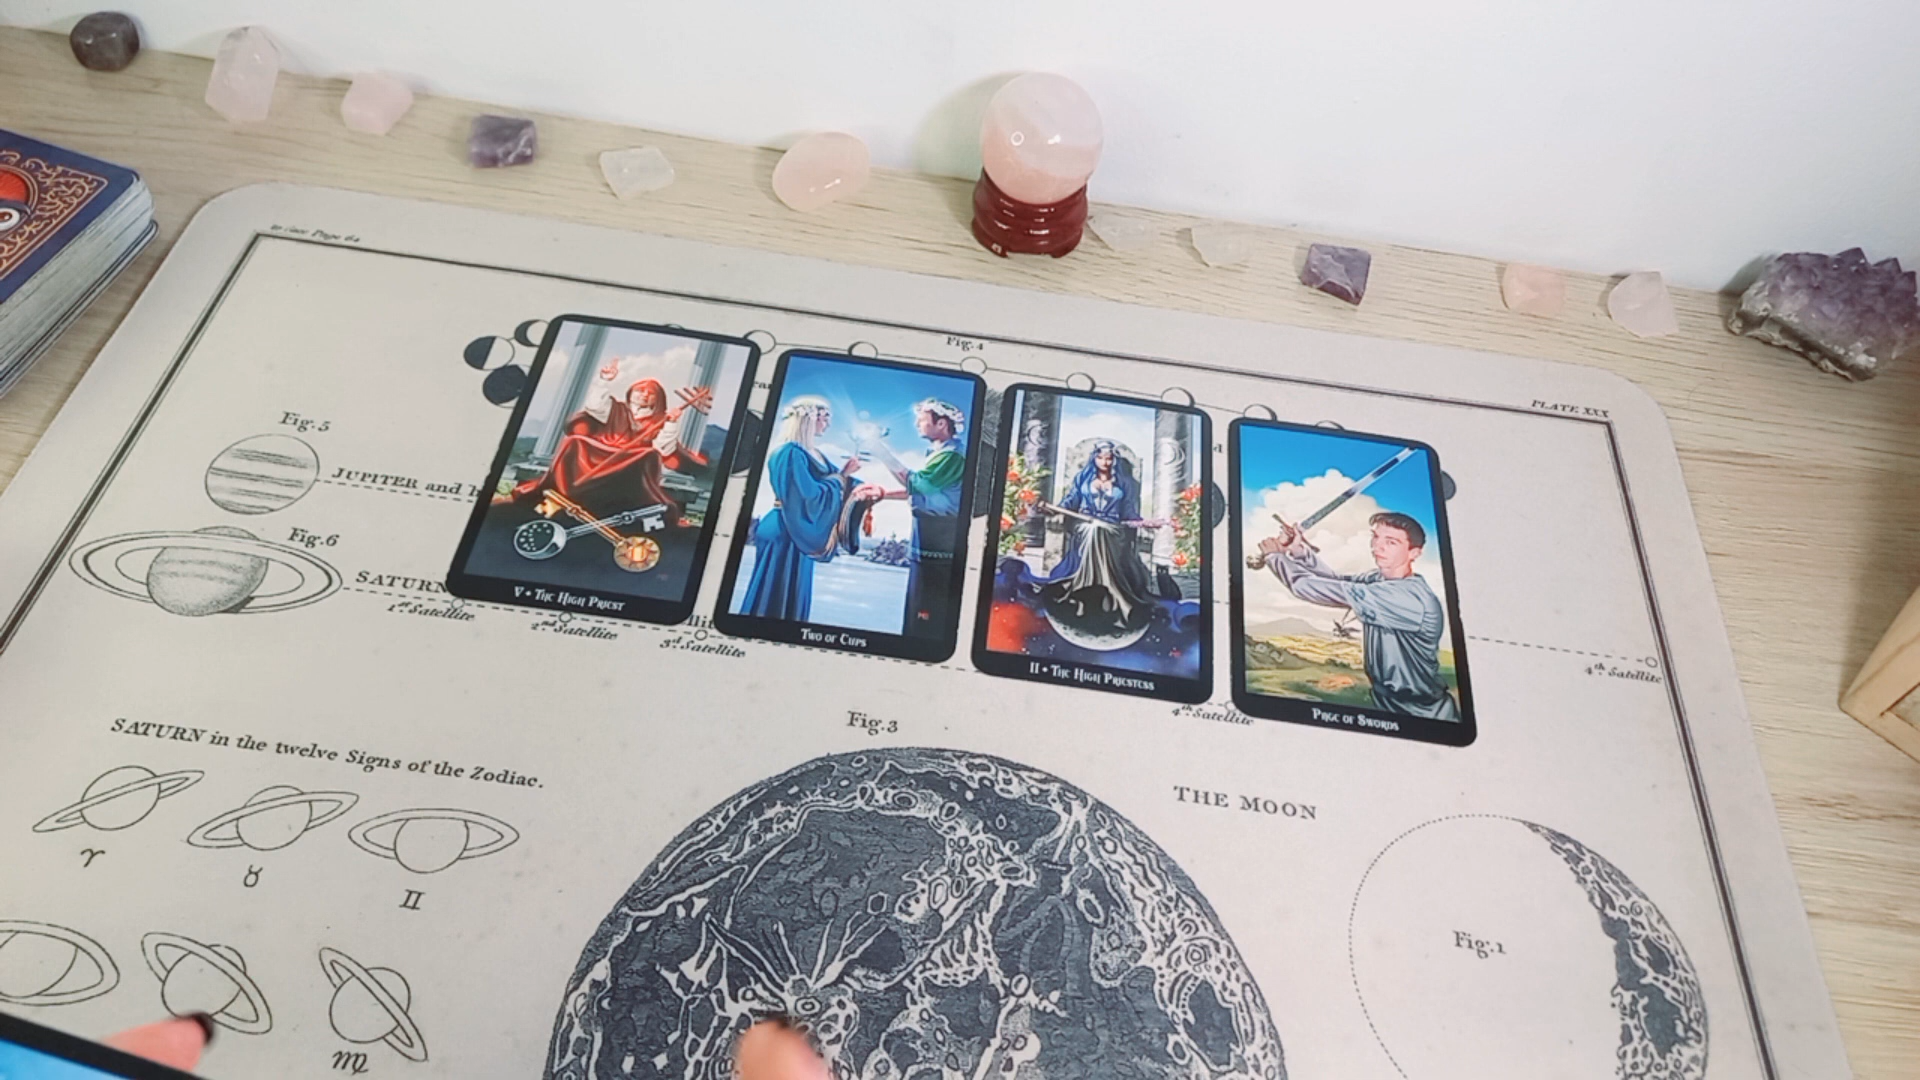 Fig.4
PLATE XXX
Fig.5
JUPITER and
Fig.6
SATURN
1st Satellite
2nd Satellite
3d Satellite
4th Satellite
4th Satellite
V • THE HIGH PRIEST
TWO OF CUPS
II • THE HIGH PRIESTESS
PAGE OF SWORDS
Fig.3
SATURN in the twelve Signs of the Zodiac.
THE MOON
♈
♉
♊
Fig.1
♍